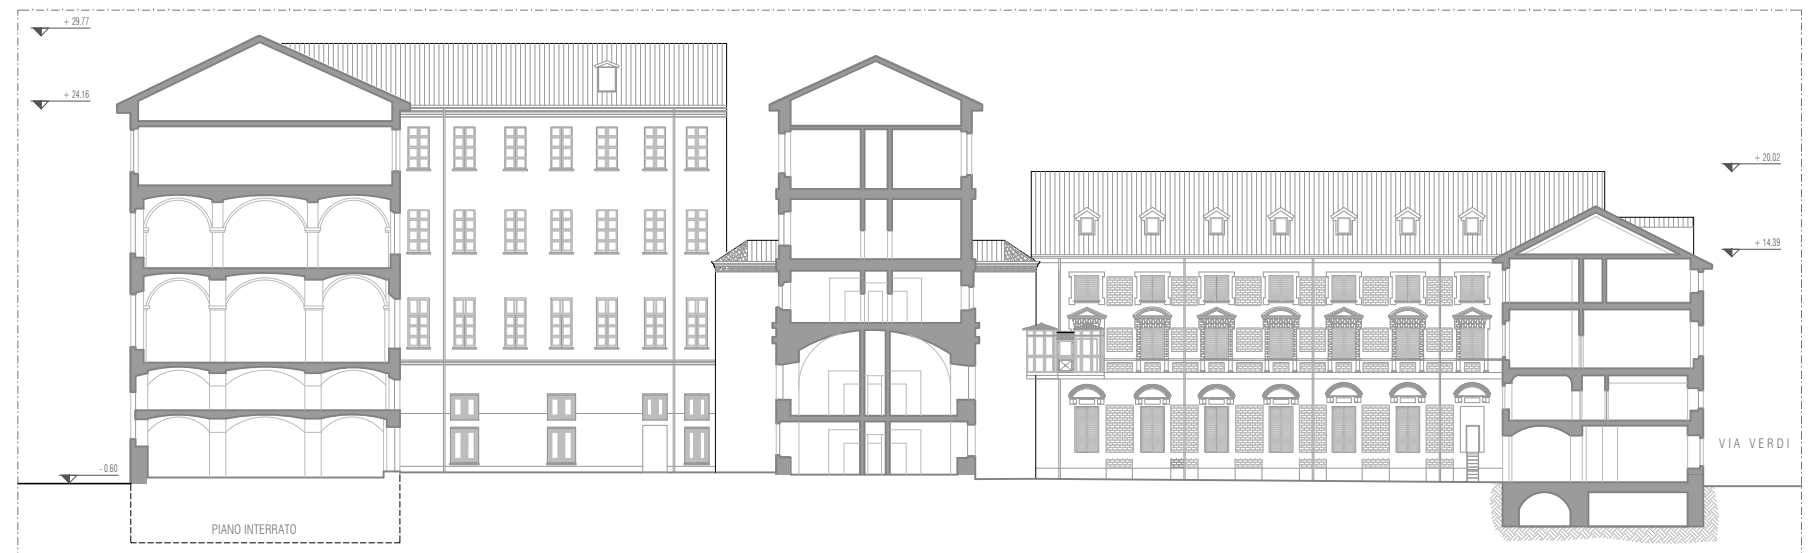 + 29.77
+ 24.16
+ 20.02
+ 14.39
VIA VERDI
- 0.60
PIANO INTERRATO